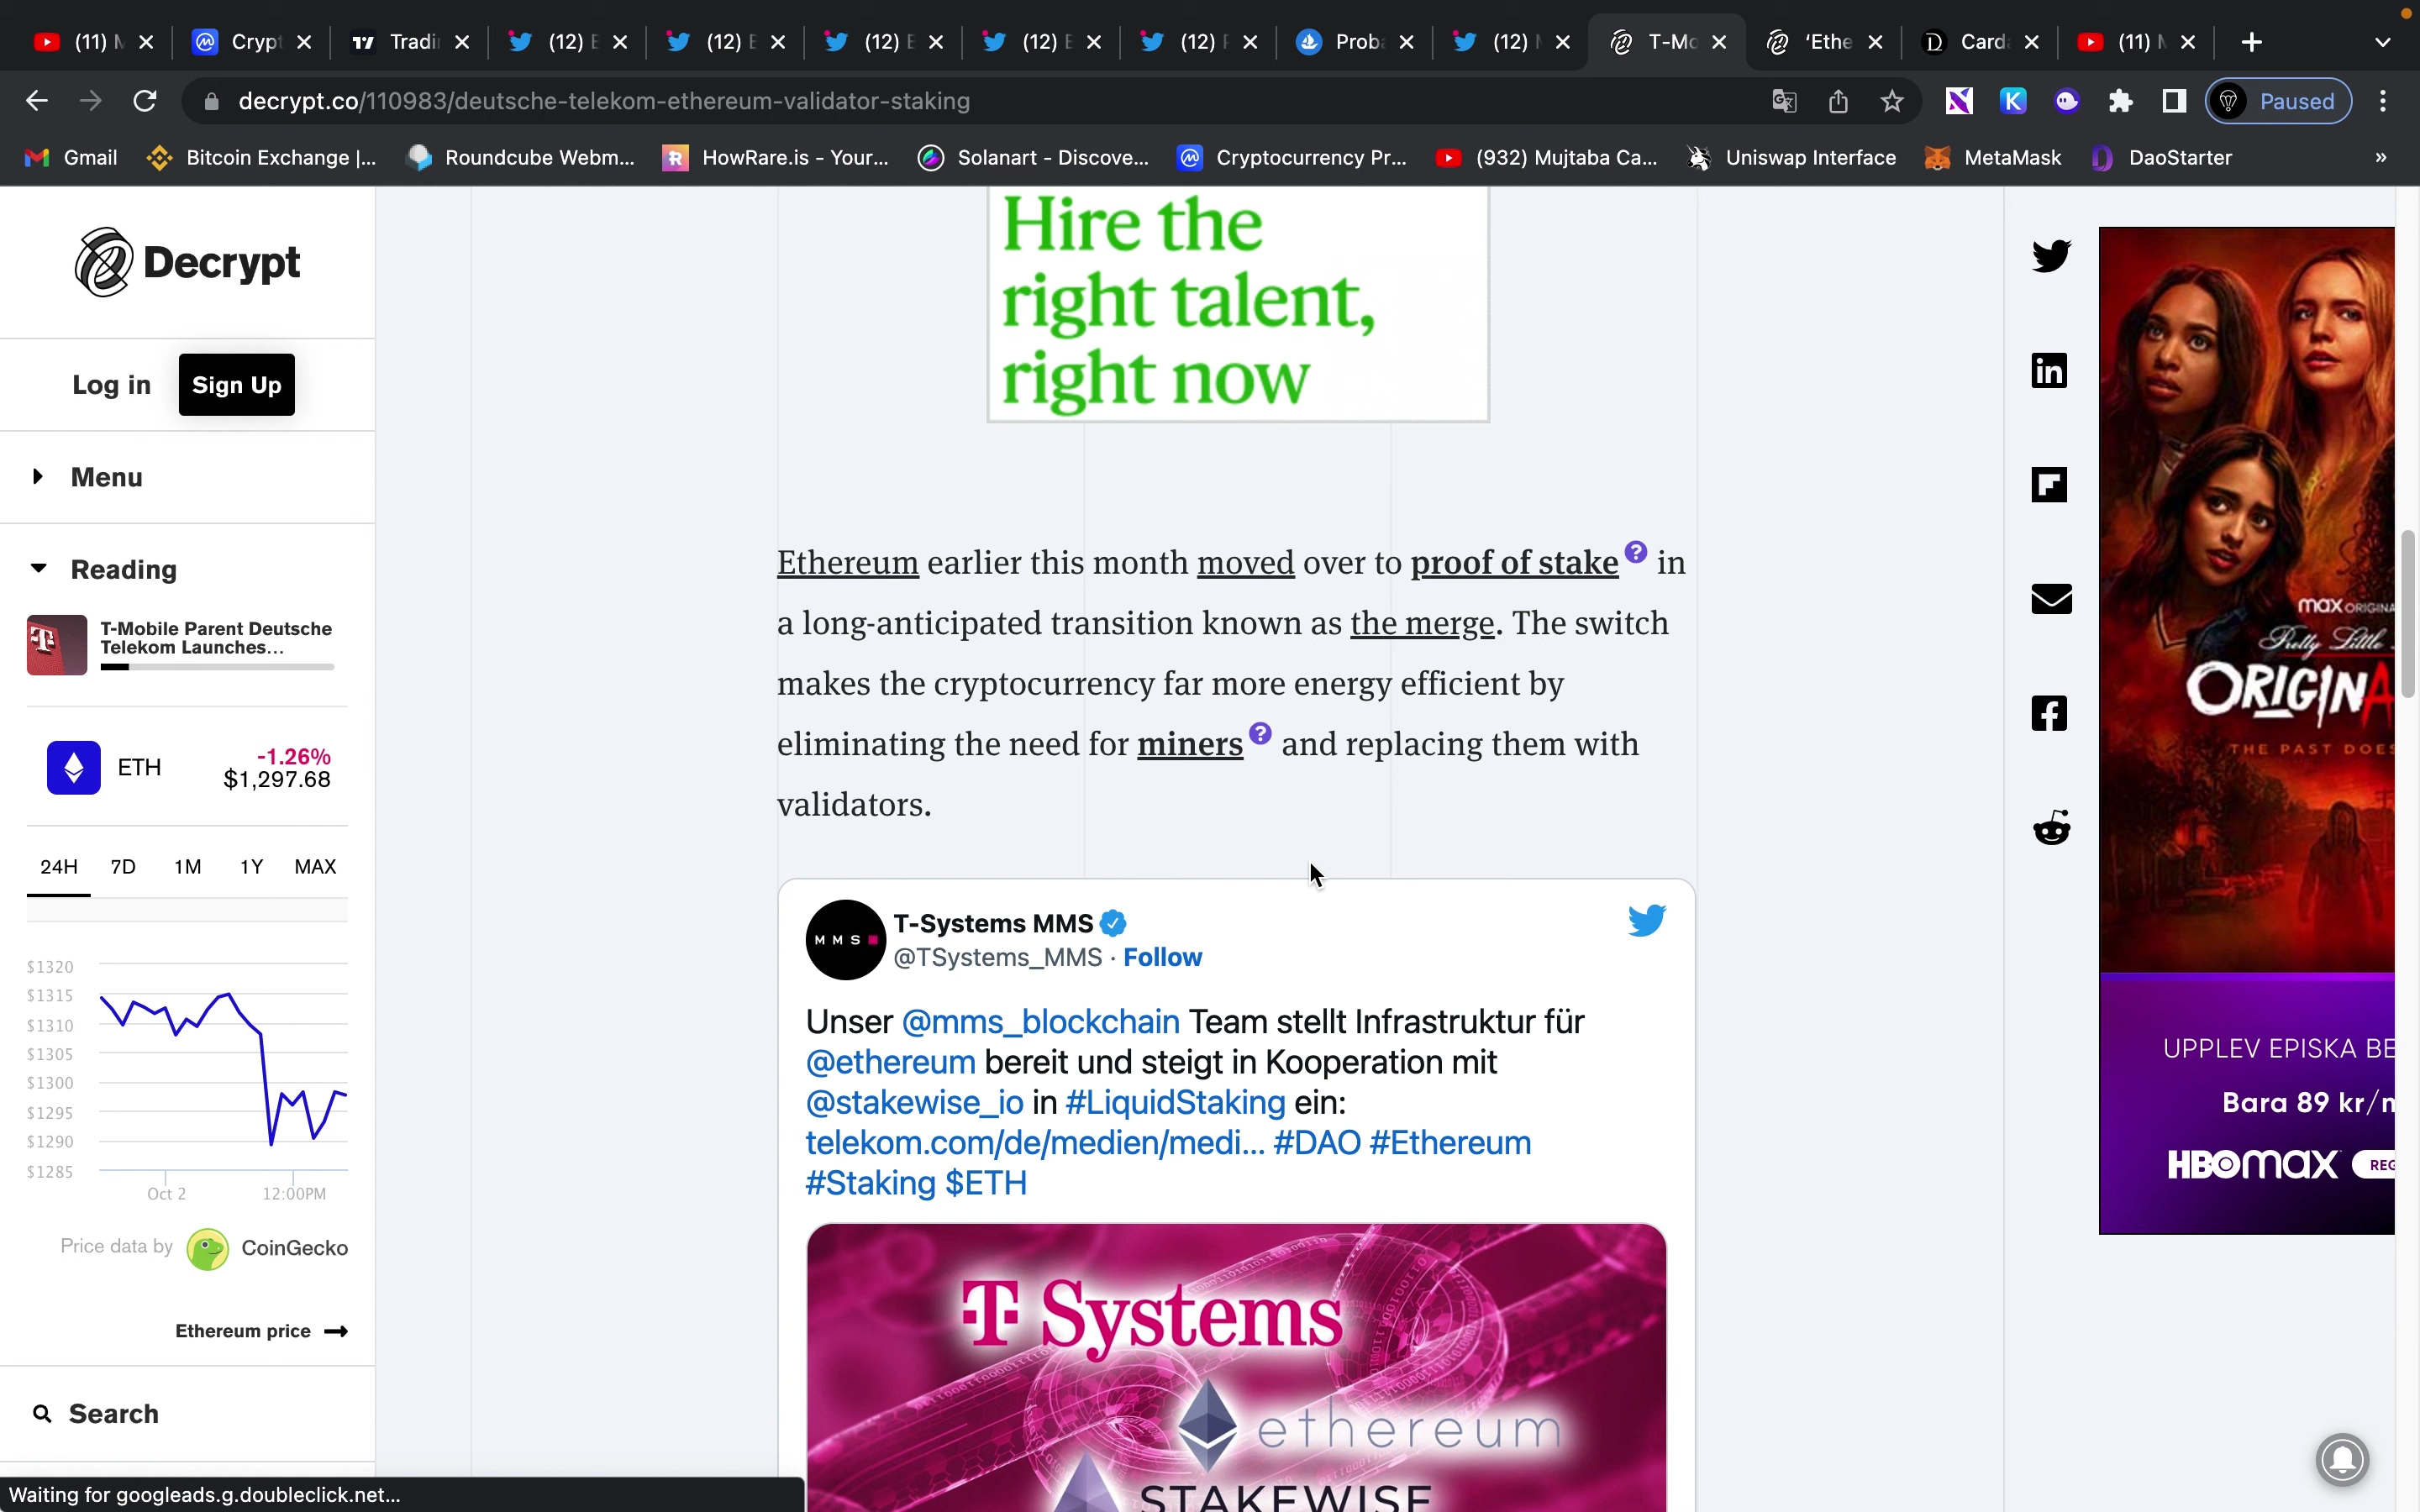 (11) M
Crypt
Tradi
(12) E
(12) E
(12) E
(12) E
(12) F
Prob
(12) N
T-Mo
'Ethe
Carda
(11) M
decrypt.co/110983/deutsche-telekom-ethereum-validator-staking
Paused
Gmail
Bitcoin Exchange |...
Roundcube Webm...
HowRare.is - Your...
Solanart - Discove...
Cryptocurrency Pr...
(932) Mujtaba Ca...
Uniswap Interface
MetaMask
DaoStarter
»
Decrypt
Log in
Sign Up
Menu
Reading
T-Mobile Parent Deutsche
Telekom Launches...
ETH
-1.26%
$1,297.68
24H 7D 1M 1Y MAX
$1320
$1315
$1310
$1305
$1300
$1295
$1290
$1285
Oct 2
12:00PM
Price data by
CoinGecko
Ethereum price
Search
Waiting for googleads.g.doubleclick.net...
Hire the
right talent,
right now
Ethereum earlier this month moved over to proof of stake ? in
a long-anticipated transition known as the merge. The switch
makes the cryptocurrency far more energy efficient by
eliminating the need for miners ? and replacing them with
validators.
MMS
T-Systems MMS
@TSystems_MMS · Follow
Unser @mms_blockchain Team stellt Infrastruktur für
@ethereum bereit und steigt in Kooperation mit
@stakewise_io in #LiquidStaking ein:
telekom.com/de/medien/medi... #DAO #Ethereum
#Staking $ETH
T Systems
ethereum
STAKEWISE
max ORIGINA
Pretty Little
ORIGINA
THE PAST DOES
UPPLEV EPISKA BE
Bara 89 kr/m
HBOmax
REG